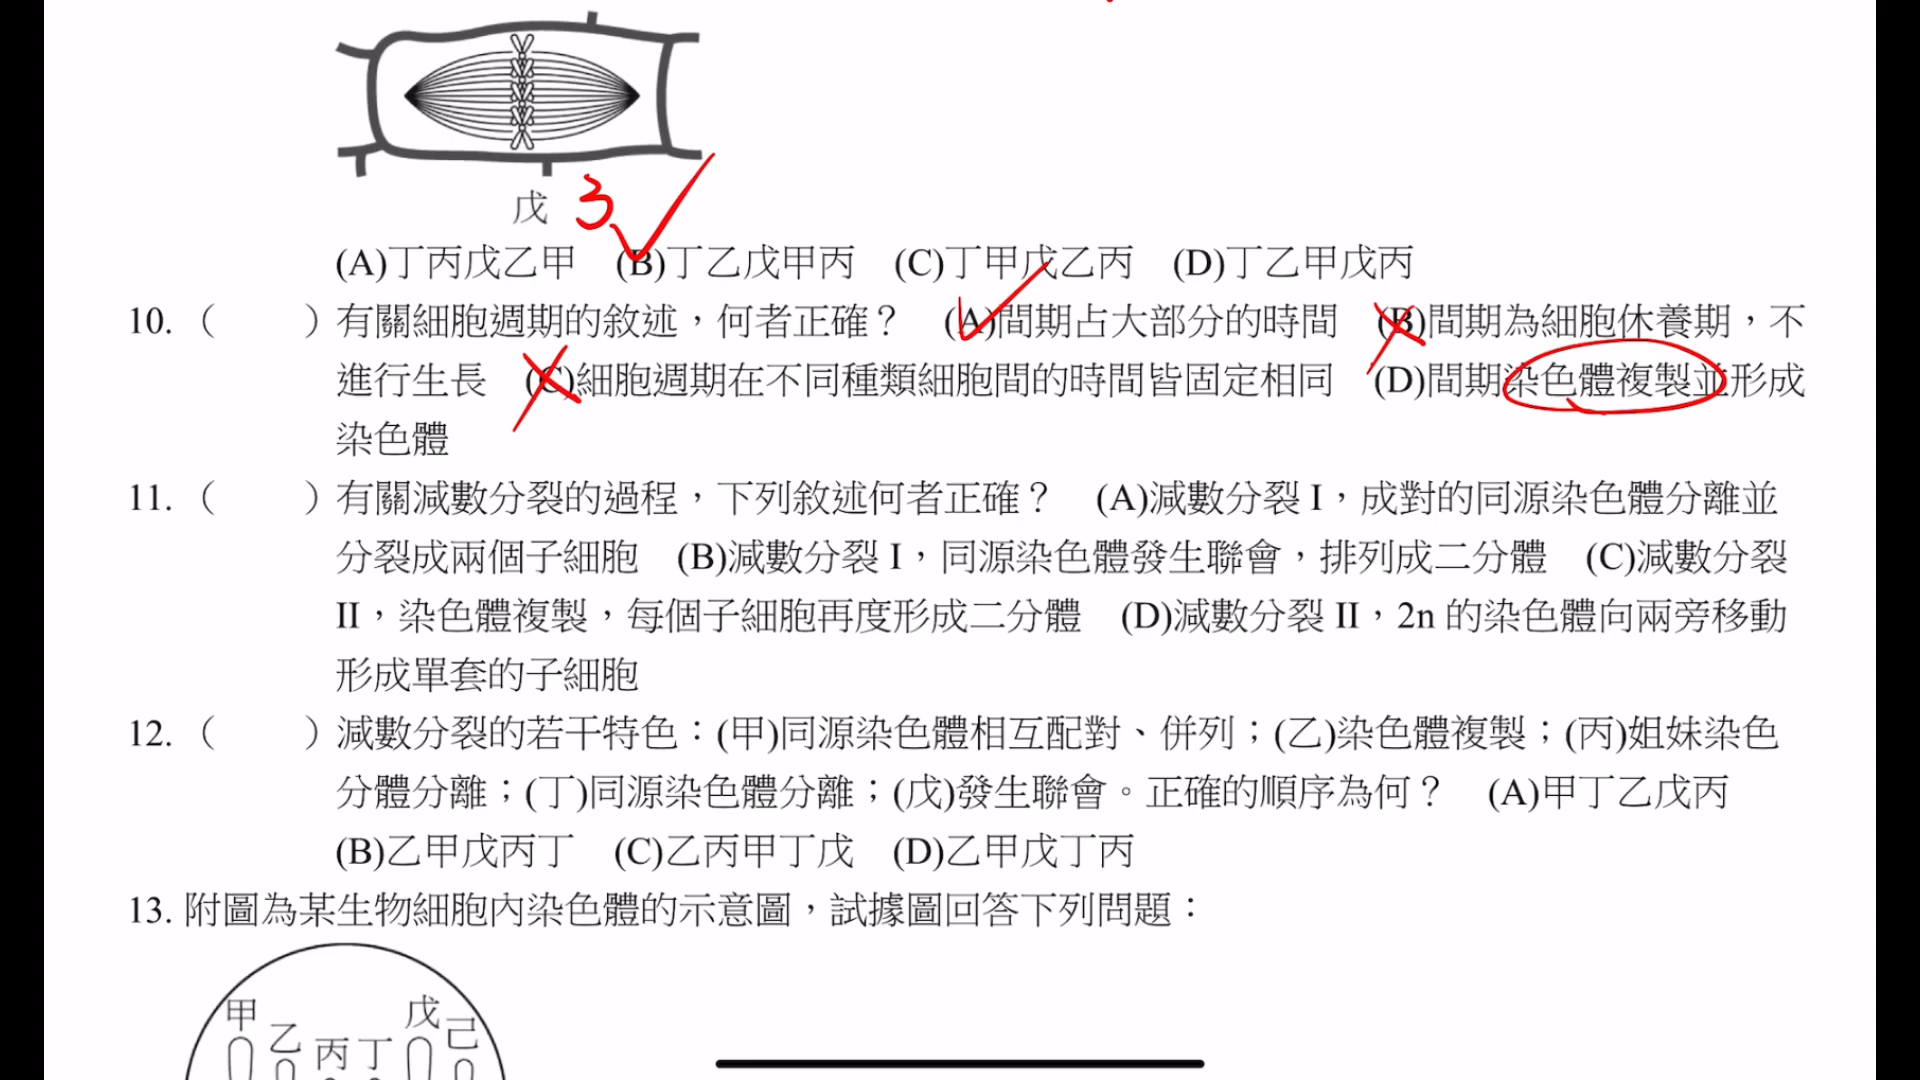 戊 3
(A)丁丙戊乙甲 (B)丁乙戊甲丙 (C)丁甲戊乙丙 (D)丁乙甲戊丙
10. ( )有關細胞週期的敘述，何者正確？ (A)間期占大部分的時間 (B)間期為細胞休養期，不
進行生長 (C)細胞週期在不同種類細胞間的時間皆固定相同 (D)間期染色體複製並形成
染色體
11. ( )有關減數分裂的過程，下列敘述何者正確？ (A)減數分裂 I，成對的同源染色體分離並
分裂成兩個子細胞 (B)減數分裂 I，同源染色體發生聯會，排列成二分體 (C)減數分裂
II，染色體複製，每個子細胞再度形成二分體 (D)減數分裂 II，2n 的染色體向兩旁移動
形成單套的子細胞
12. ( )減數分裂的若干特色：(甲)同源染色體相互配對、併列；(乙)染色體複製；(丙)姐妹染色
分體分離；(丁)同源染色體分離；(戊)發生聯會。正確的順序為何？ (A)甲丁乙戊丙
(B)乙甲戊丙丁 (C)乙丙甲丁戊 (D)乙甲戊丁丙
13. 附圖為某生物細胞內染色體的示意圖，試據圖回答下列問題：
甲 乙 丙 丁 戊 己